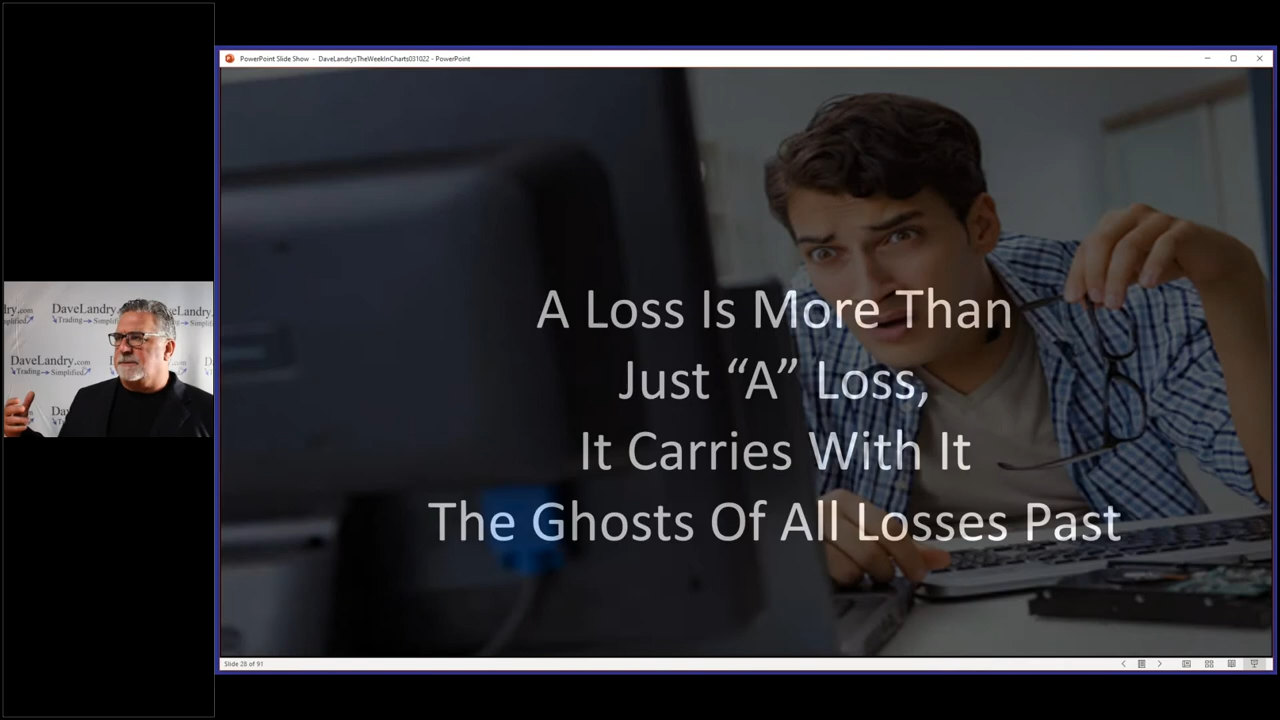 PowerPoint Slide Show - DaveLandrysTheWeekInCharts031022 - PowerPoint
A Loss Is More Than
Just “A” Loss,
It Carries With It
The Ghosts Of All Losses Past
DaveLandry.com
Trading Simplified
DaveLandry.com
Trading Simplified
Slide 28 of 91